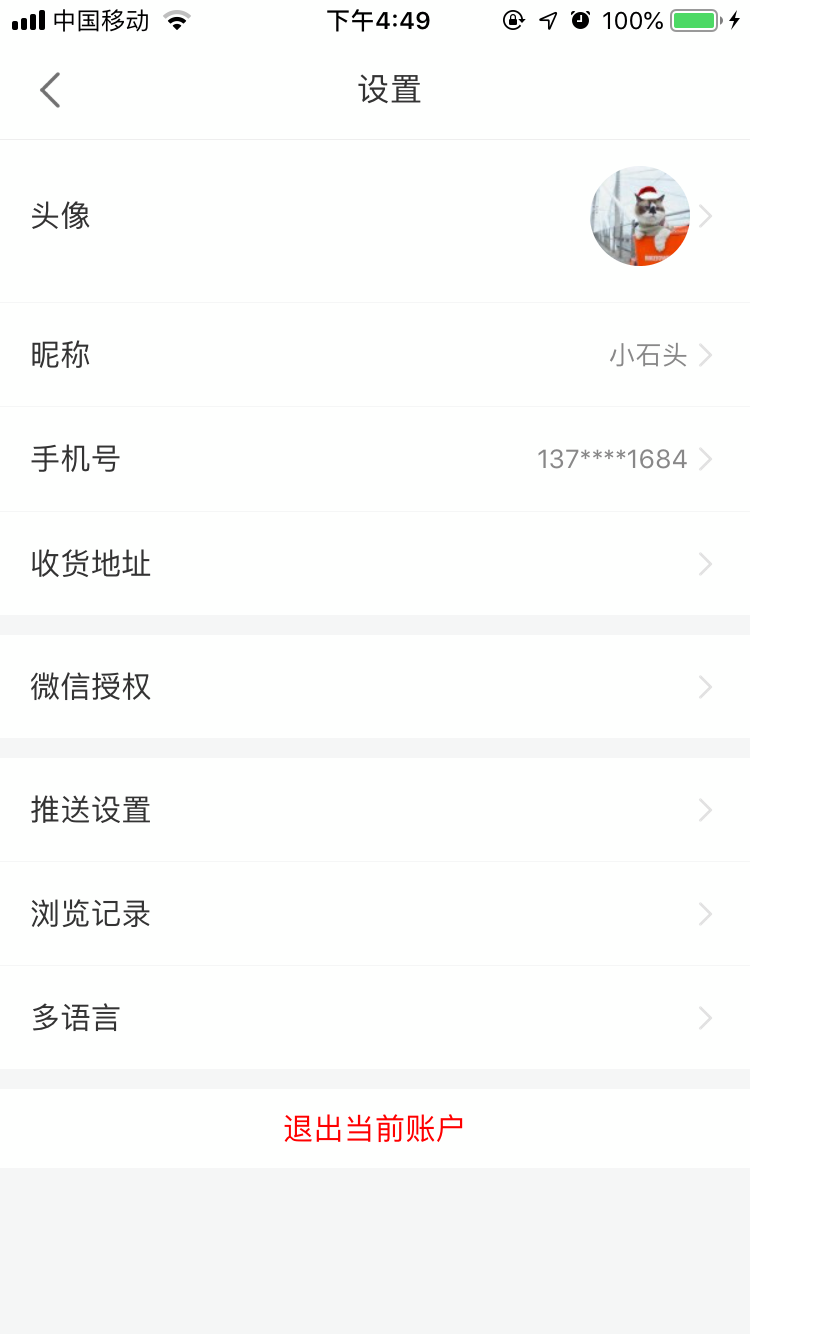 中国移动 下午4:49 100%
设置
头像
昵称 小石头
手机号 137****1684
收货地址
微信授权
推送设置
浏览记录
多语言
退出当前账户